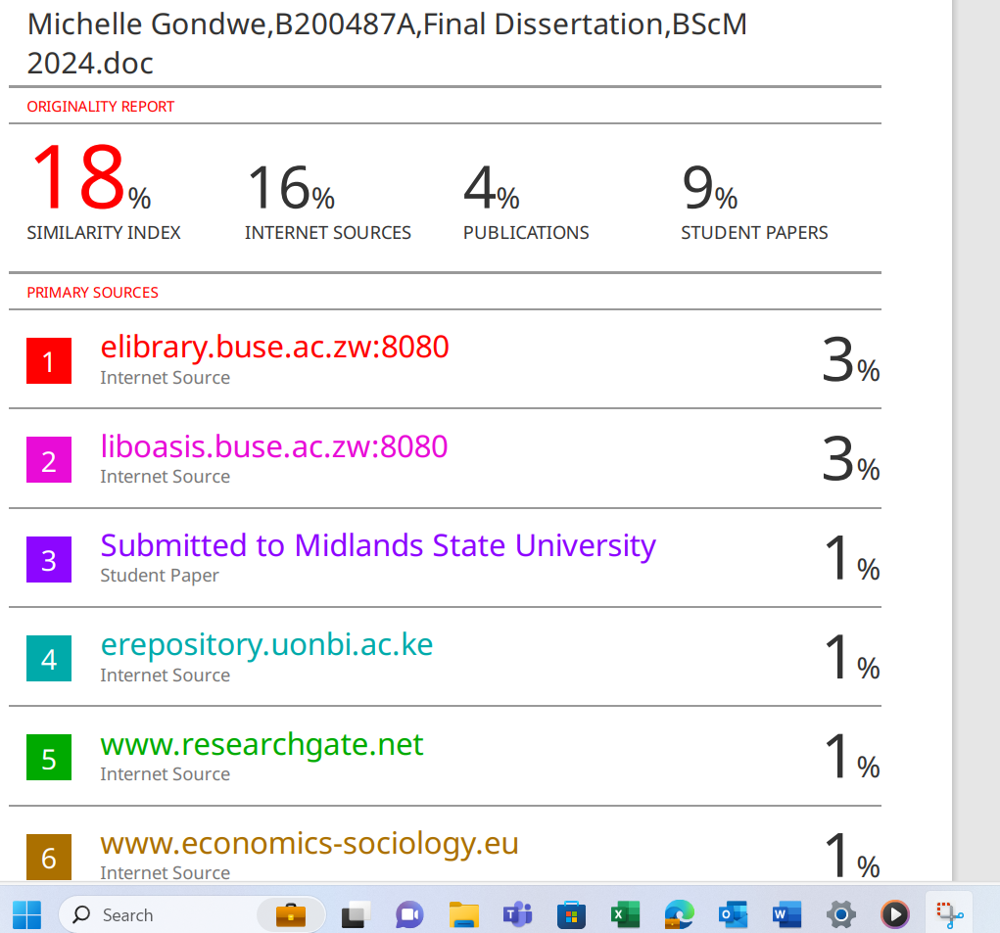 Michelle Gondwe,B200487A,Final Dissertation,BScM
2024.doc
ORIGINALITY REPORT
18% 16% 4% 9%
SIMILARITY INDEX INTERNET SOURCES PUBLICATIONS STUDENT PAPERS
PRIMARY SOURCES
1 elibrary.buse.ac.zw:8080 3%
Internet Source
2 liboasis.buse.ac.zw:8080 3%
Internet Source
3 Submitted to Midlands State University 1%
Student Paper
4 erepository.uonbi.ac.ke 1%
Internet Source
5 www.researchgate.net 1%
Internet Source
6 www.economics-sociology.eu 1%
Internet Source
Search